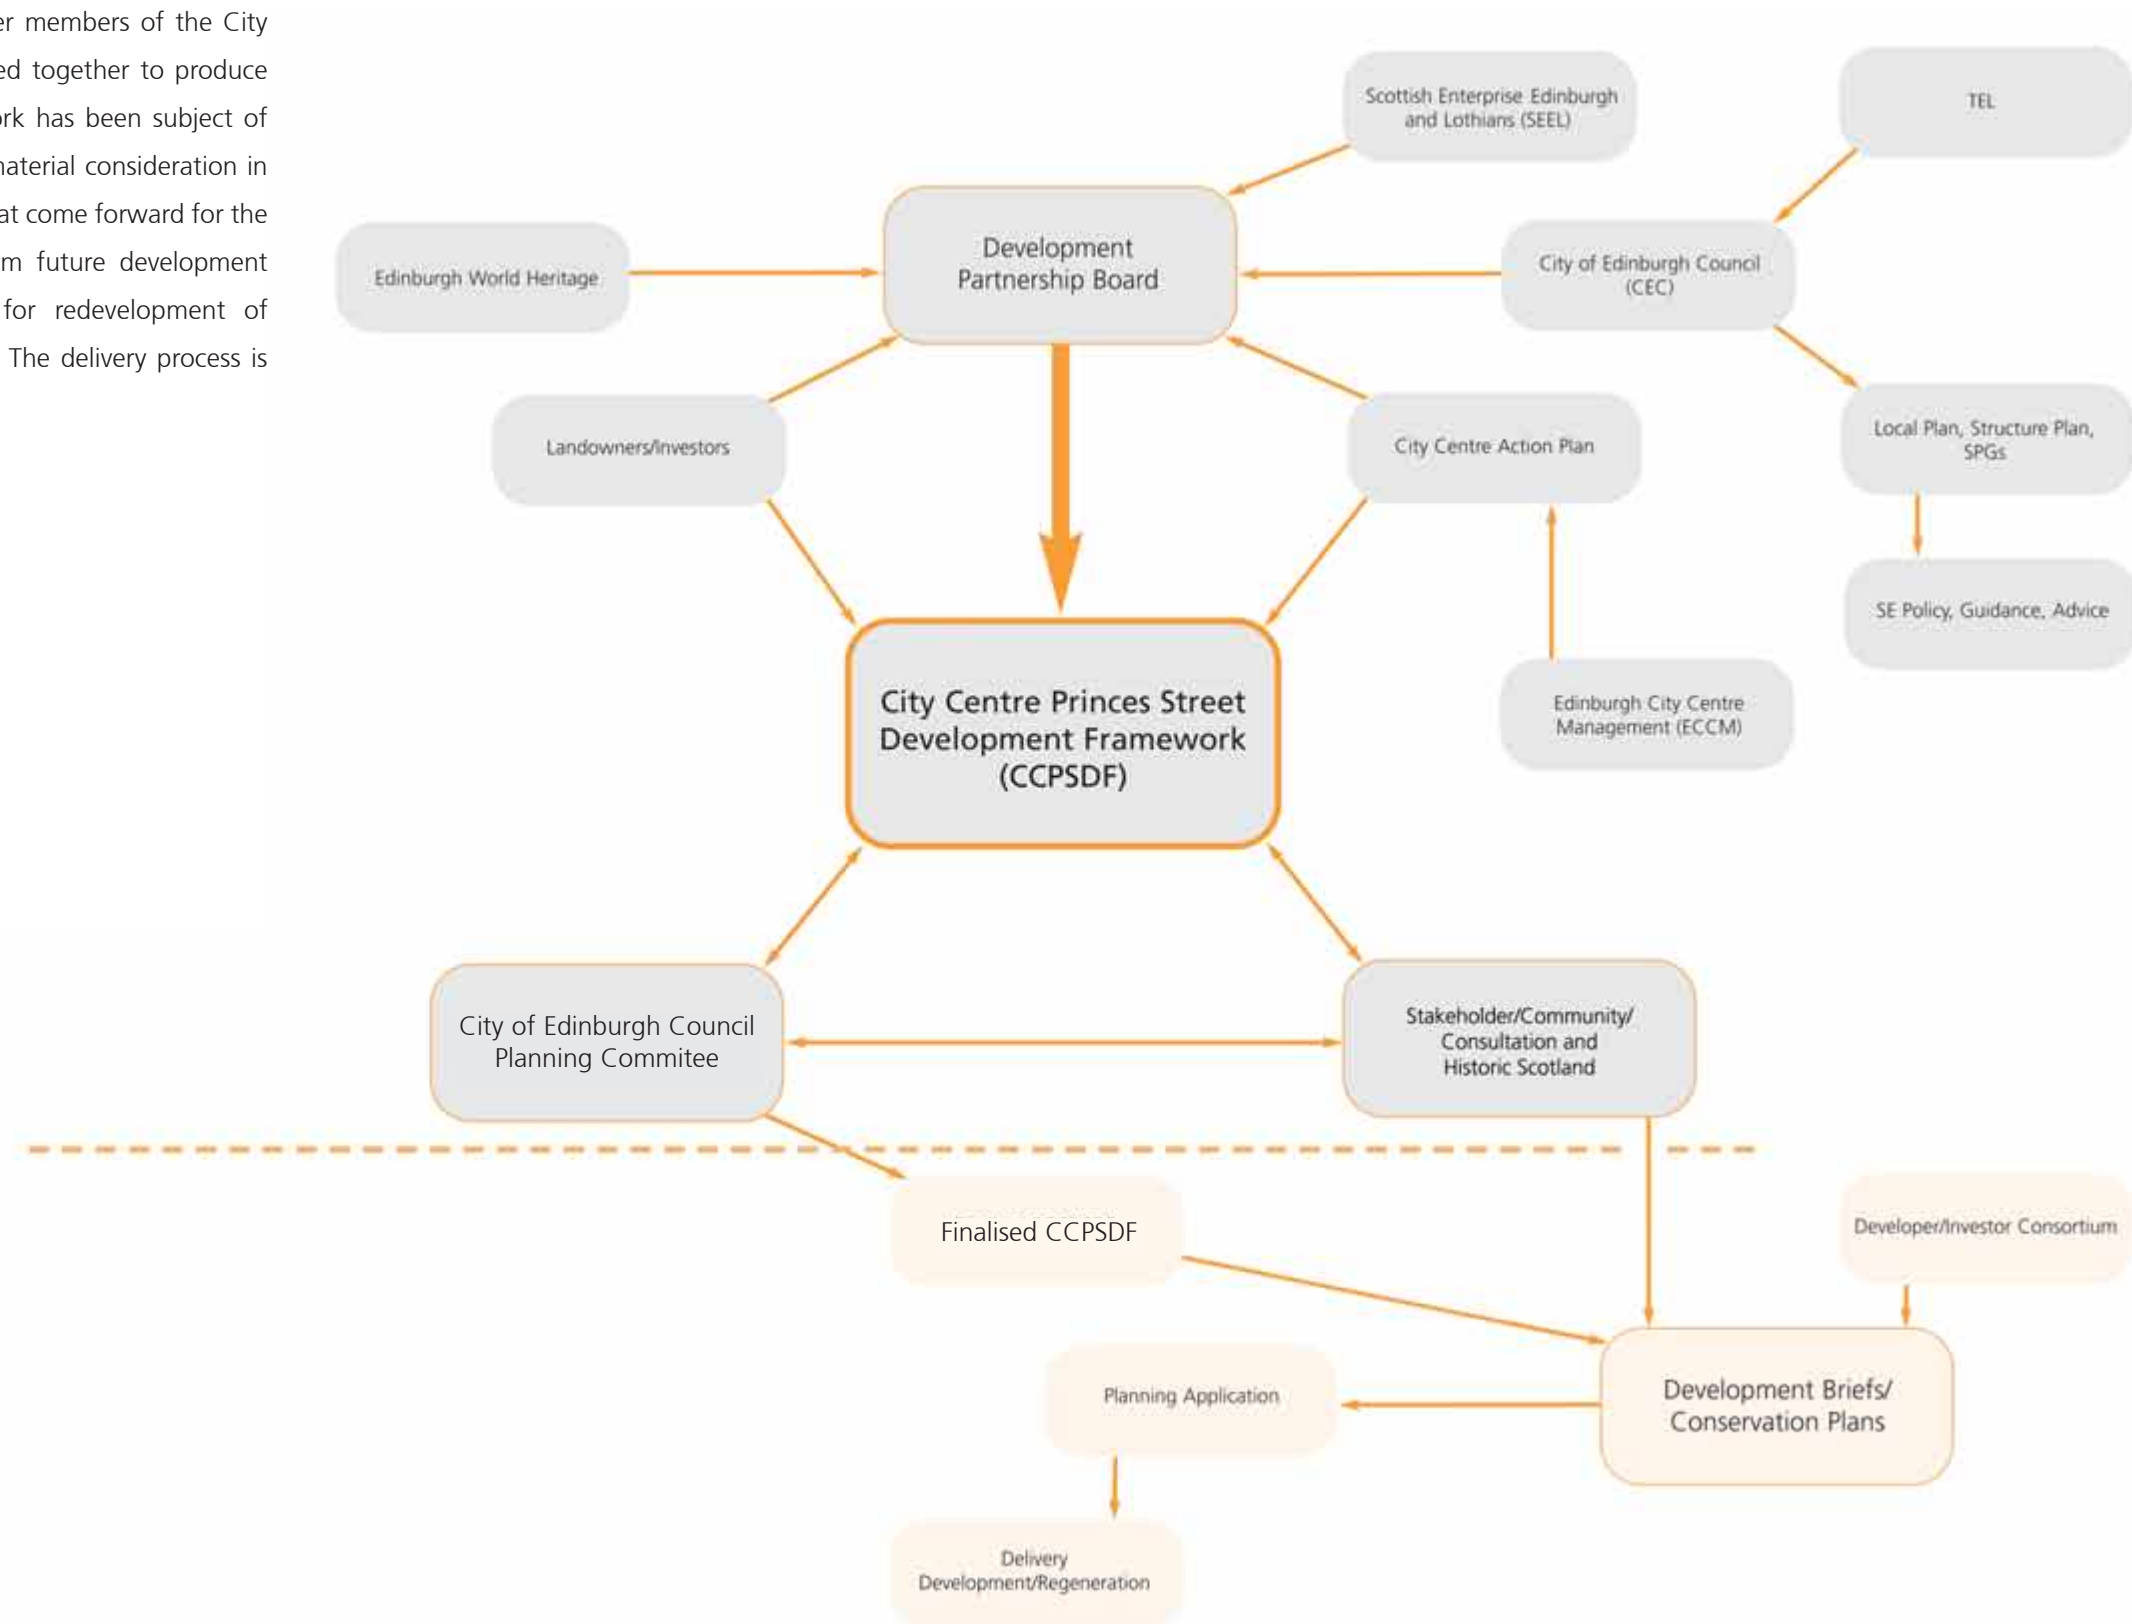 er members of the City
ed together to produce
ork has been subject of
naterial consideration in
at come forward for the
m future development
for redevelopment of
The delivery process is
Scottish Enterprise Edinburgh
and Lothians (SEEL)
TEL
Development
Partnership Board
Edinburgh World Heritage
City of Edinburgh Council
(CEC)
Landowners/Investors
City Centre Action Plan
Local Plan, Structure Plan,
SPGs
SE Policy, Guidance, Advice
City Centre Princes Street
Development Framework
(CCPSDF)
Edinburgh City Centre
Management (ECCM)
City of Edinburgh Council
Planning Commitee
Stakeholder/Community/
Consultation and
Historic Scotland
Finalised CCPSDF
Developer/Investor Consortium
Planning Application
Development Briefs/
Conservation Plans
Delivery
Development/Regeneration